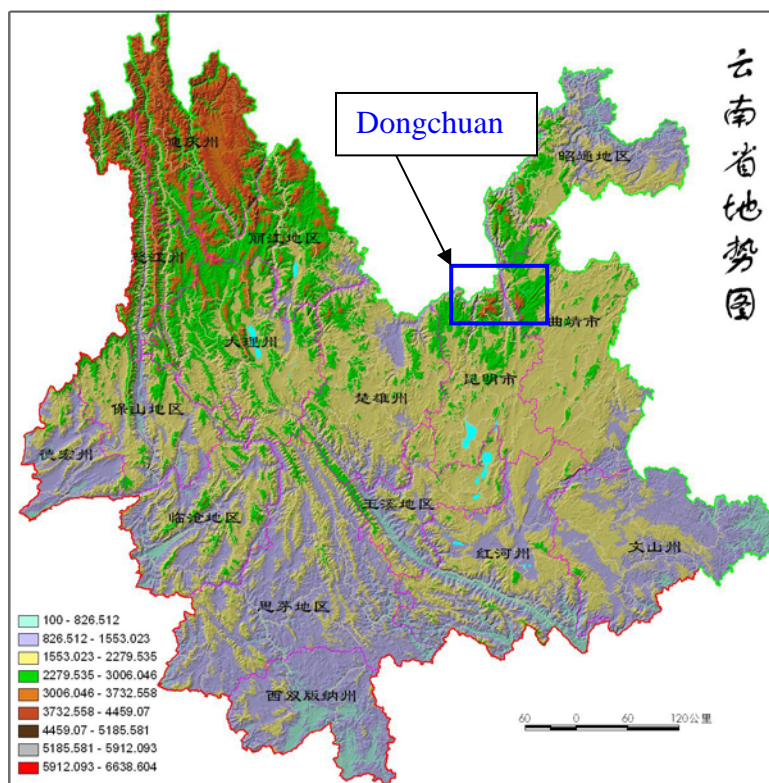 云南省地势图
Dongchuan
迪庆州
昭通地区
丽江地区
怒江州
曲靖市
大理州
昆明市
楚雄州
保山地区
德宏州
玉溪地区
临沧地区
红河州
文山州
思茅地区
西双版纳州
100 - 826.512
826.512 - 1553.023
1553.023 - 2279.535
2279.535 - 3006.046
3006.046 - 3732.558
3732.558 - 4459.07
4459.07 - 5185.581
5185.581 - 5912.093
5912.093 - 6638.604
60 0 60 120公里